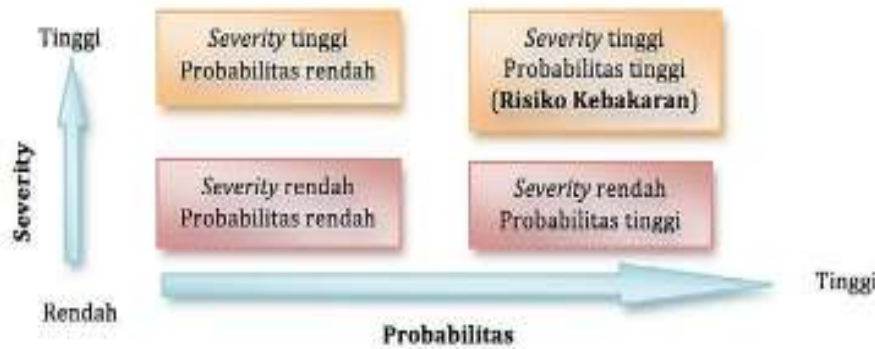 Tinggi
Severity tinggi
Probabilitas rendah
Severity tinggi
Probabilitas tinggi
(Risiko Kebakaran)
Severity
Severity rendah
Probabilitas rendah
Severity rendah
Probabilitas tinggi
Rendah
Tinggi
Probabilitas